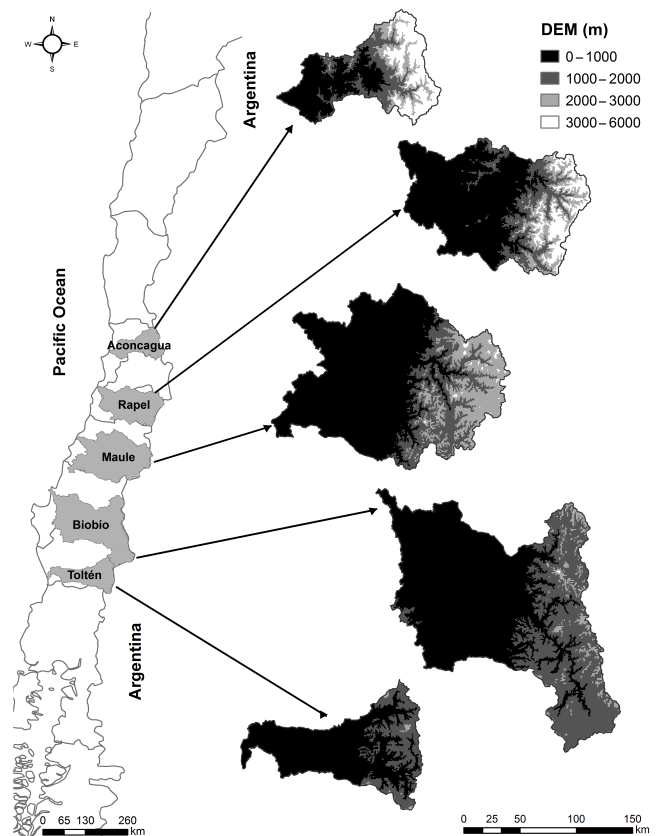 N
W
E
S
DEM (m)
0–1000
1000–2000
2000–3000
3000–6000
Argentina
Pacific Ocean
Aconcagua
Rapel
Maule
Biobío
Toltén
Argentina
0 65 130 260
km
0 25 50 100 150
km